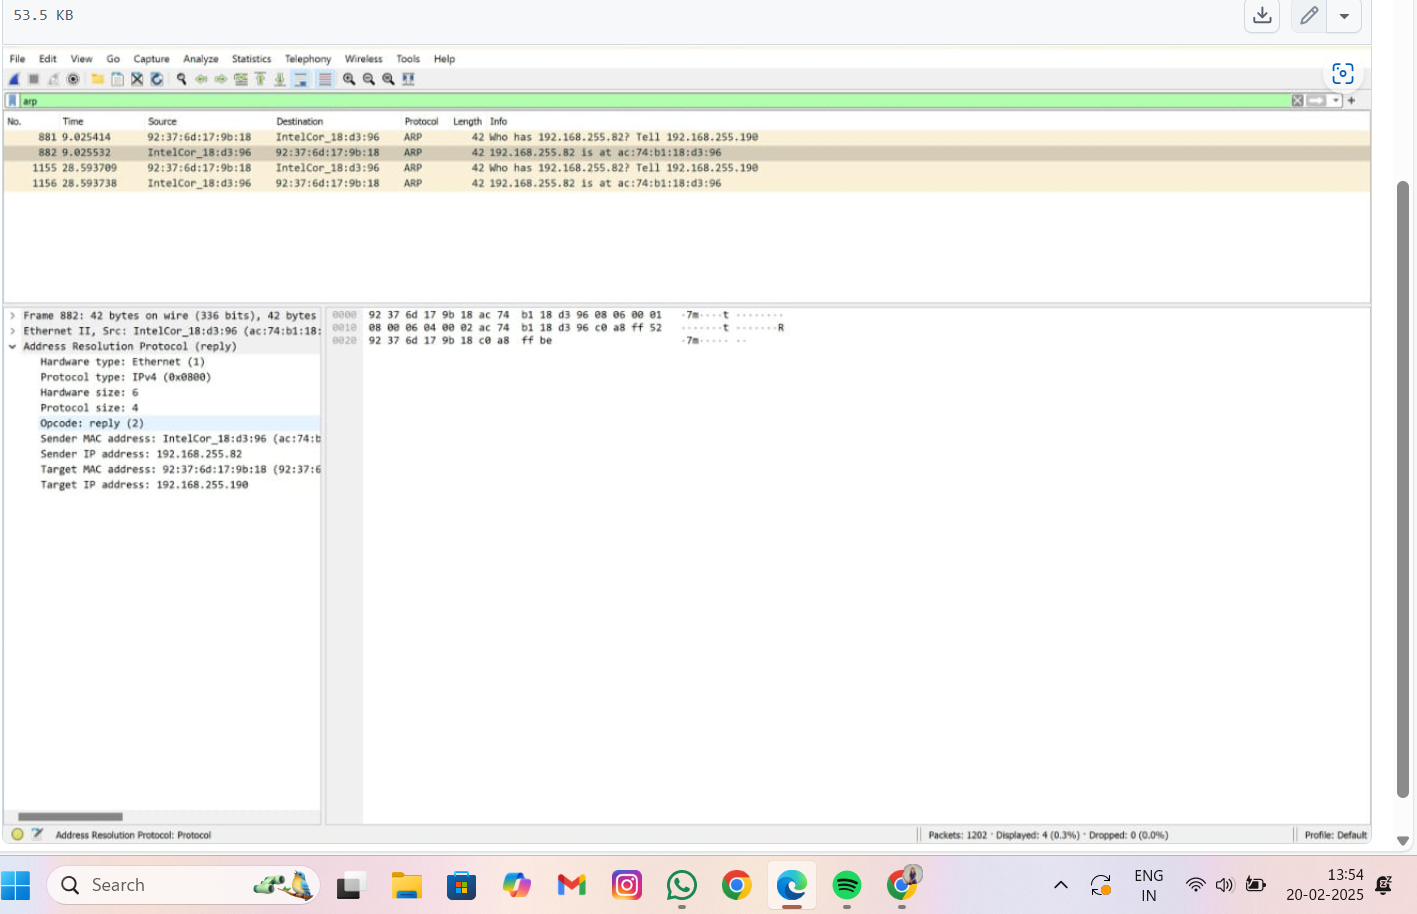 53.5 KB
File Edit View Go Capture Analyze Statistics Telephony Wireless Tools Help
arp
No. Time Source Destination Protocol Length Info
881 9.025414 92:37:6d:17:9b:18 IntelCor_18:d3:96 ARP 42 Who has 192.168.255.82? Tell 192.168.255.190
882 9.025532 IntelCor_18:d3:96 92:37:6d:17:9b:18 ARP 42 192.168.255.82 is at ac:74:b1:18:d3:96
1155 28.593709 92:37:6d:17:9b:18 IntelCor_18:d3:96 ARP 42 Who has 192.168.255.82? Tell 192.168.255.190
1156 28.593738 IntelCor_18:d3:96 92:37:6d:17:9b:18 ARP 42 192.168.255.82 is at ac:74:b1:18:d3:96
Frame 882: 42 bytes on wire (336 bits), 42 bytes
Ethernet II, Src: IntelCor_18:d3:96 (ac:74:b1:18:
Address Resolution Protocol (reply)
Hardware type: Ethernet (1)
Protocol type: IPv4 (0x0800)
Hardware size: 6
Protocol size: 4
Opcode: reply (2)
Sender MAC address: IntelCor_18:d3:96 (ac:74:b
Sender IP address: 192.168.255.82
Target MAC address: 92:37:6d:17:9b:18 (92:37:6
Target IP address: 192.168.255.190
0000 92 37 6d 17 9b 18 ac 74 b1 18 d3 96 08 06 00 01 ·7m····t ········
0010 08 00 06 04 00 02 ac 74 b1 18 d3 96 c0 a8 ff 52 ·······t ·······R
0020 92 37 6d 17 9b 18 c0 a8 ff be ·7m····· ··
Address Resolution Protocol: Protocol
Packets: 1202 · Displayed: 4 (0.3%) · Dropped: 0 (0.0%)
Profile: Default
Search
ENG
IN
13:54
20-02-2025